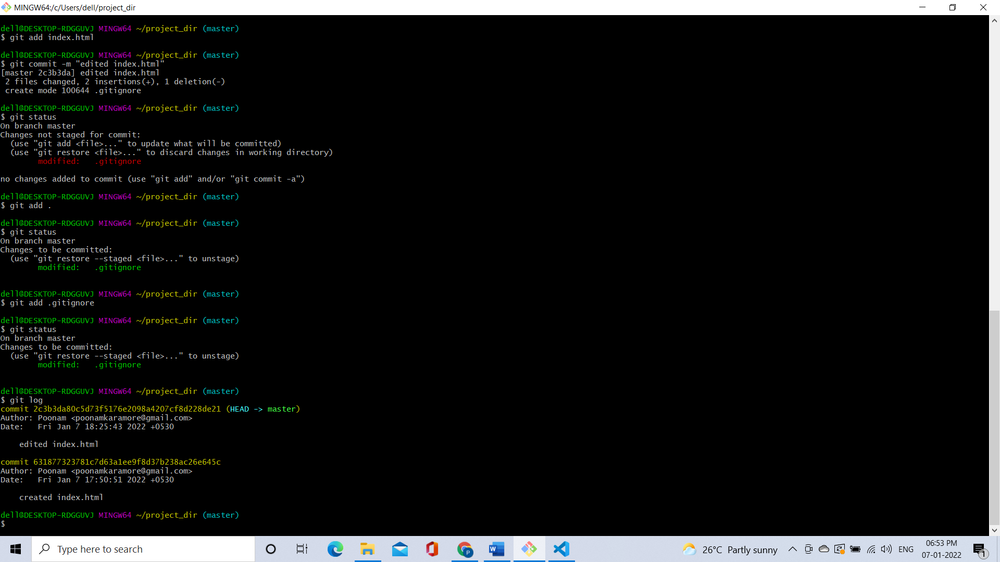 MINGW64:/c/Users/dell/project_dir
dell@DESKTOP-RDGGUVJ MINGW64 ~/project_dir (master)
$ git add index.html
dell@DESKTOP-RDGGUVJ MINGW64 ~/project_dir (master)
$ git commit -m "edited index.html"
[master 2c3b3da] edited index.html
 2 files changed, 2 insertions(+), 1 deletion(-)
 create mode 100644 .gitignore
dell@DESKTOP-RDGGUVJ MINGW64 ~/project_dir (master)
$ git status
On branch master
Changes not staged for commit:
  (use "git add <file>..." to update what will be committed)
  (use "git restore <file>..." to discard changes in working directory)
        modified:   .gitignore
no changes added to commit (use "git add" and/or "git commit -a")
dell@DESKTOP-RDGGUVJ MINGW64 ~/project_dir (master)
$ git add .
dell@DESKTOP-RDGGUVJ MINGW64 ~/project_dir (master)
$ git status
On branch master
Changes to be committed:
  (use "git restore --staged <file>..." to unstage)
        modified:   .gitignore
dell@DESKTOP-RDGGUVJ MINGW64 ~/project_dir (master)
$ git add .gitignore
dell@DESKTOP-RDGGUVJ MINGW64 ~/project_dir (master)
$ git status
On branch master
Changes to be committed:
  (use "git restore --staged <file>..." to unstage)
        modified:   .gitignore
dell@DESKTOP-RDGGUVJ MINGW64 ~/project_dir (master)
$ git log
commit 2c3b3da80c5d73f5176e2098a4207cf8d228de21 (HEAD -> master)
Author: Poonam <poonamkaramore@gmail.com>
Date:   Fri Jan 7 18:25:43 2022 +0530
    edited index.html
commit 631877323781c7d63a1ee9f8d37b238ac26e645c
Author: Poonam <poonamkaramore@gmail.com>
Date:   Fri Jan 7 17:50:51 2022 +0530
    created index.html
dell@DESKTOP-RDGGUVJ MINGW64 ~/project_dir (master)
$
Type here to search
P
W
26°C Partly sunny
ENG
06:53 PM
07-01-2022
1